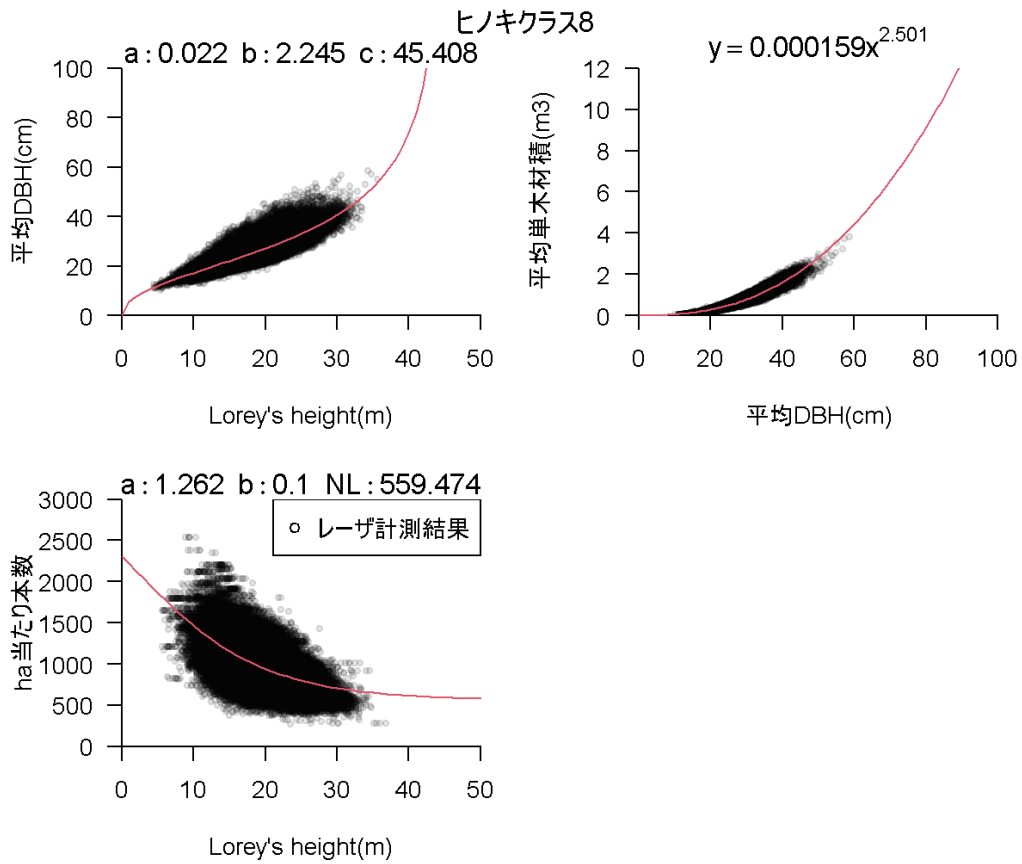 ヒノキクラス8
a : 0.022 b : 2.245 c : 45.408
100
80
60
40
20
0
平均DBH(cm)
0 10 20 30 40 50
Lorey's height(m)
y = 0.000159x^2.501
12
10
8
6
4
2
0
平均単木材積(m3)
0 20 40 60 80 100
平均DBH(cm)
a : 1.262 b : 0.1 NL : 559.474
3000
2500
2000
1500
1000
500
0
ha当たり本数
レーザ計測結果
0 10 20 30 40 50
Lorey's height(m)